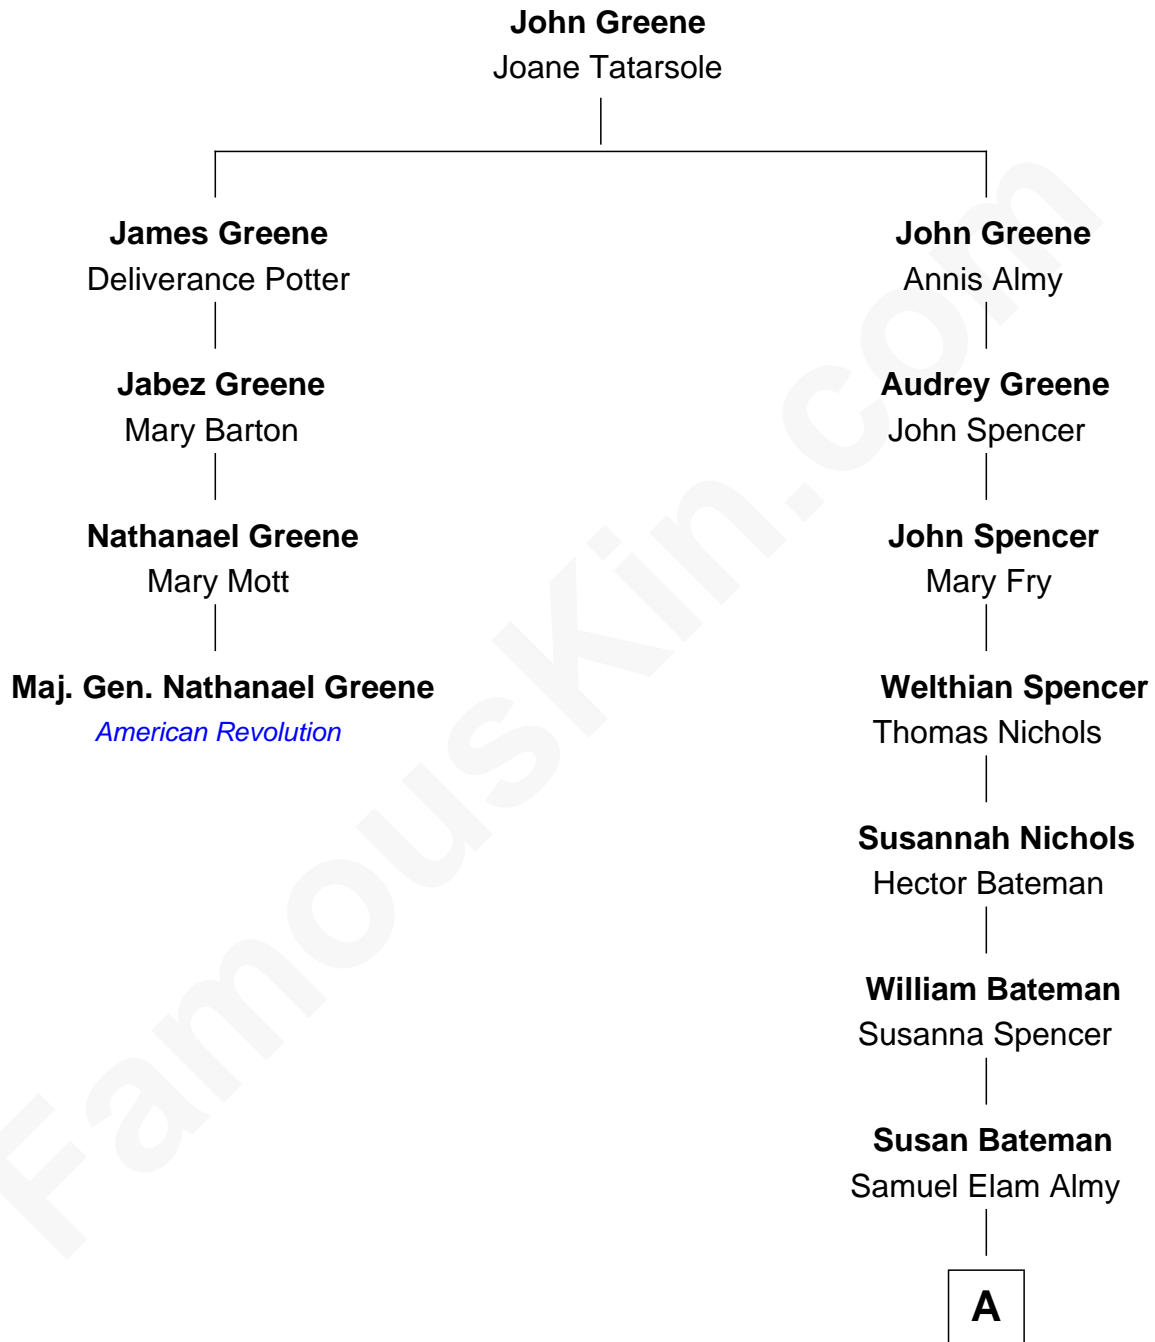 John Greene
Joane Tatarsole
James Greene
Deliverance Potter
Jabez Greene
Mary Barton
Nathanael Greene
Mary Mott
Maj. Gen. Nathanael Greene
American Revolution
John Greene
Annis Almy
Audrey Greene
John Spencer
John Spencer
Mary Fry
Welthian Spencer
Thomas Nichols
Susannah Nichols
Hector Bateman
William Bateman
Susanna Spencer
Susan Bateman
Samuel Elam Almy
A
FamousKin.com